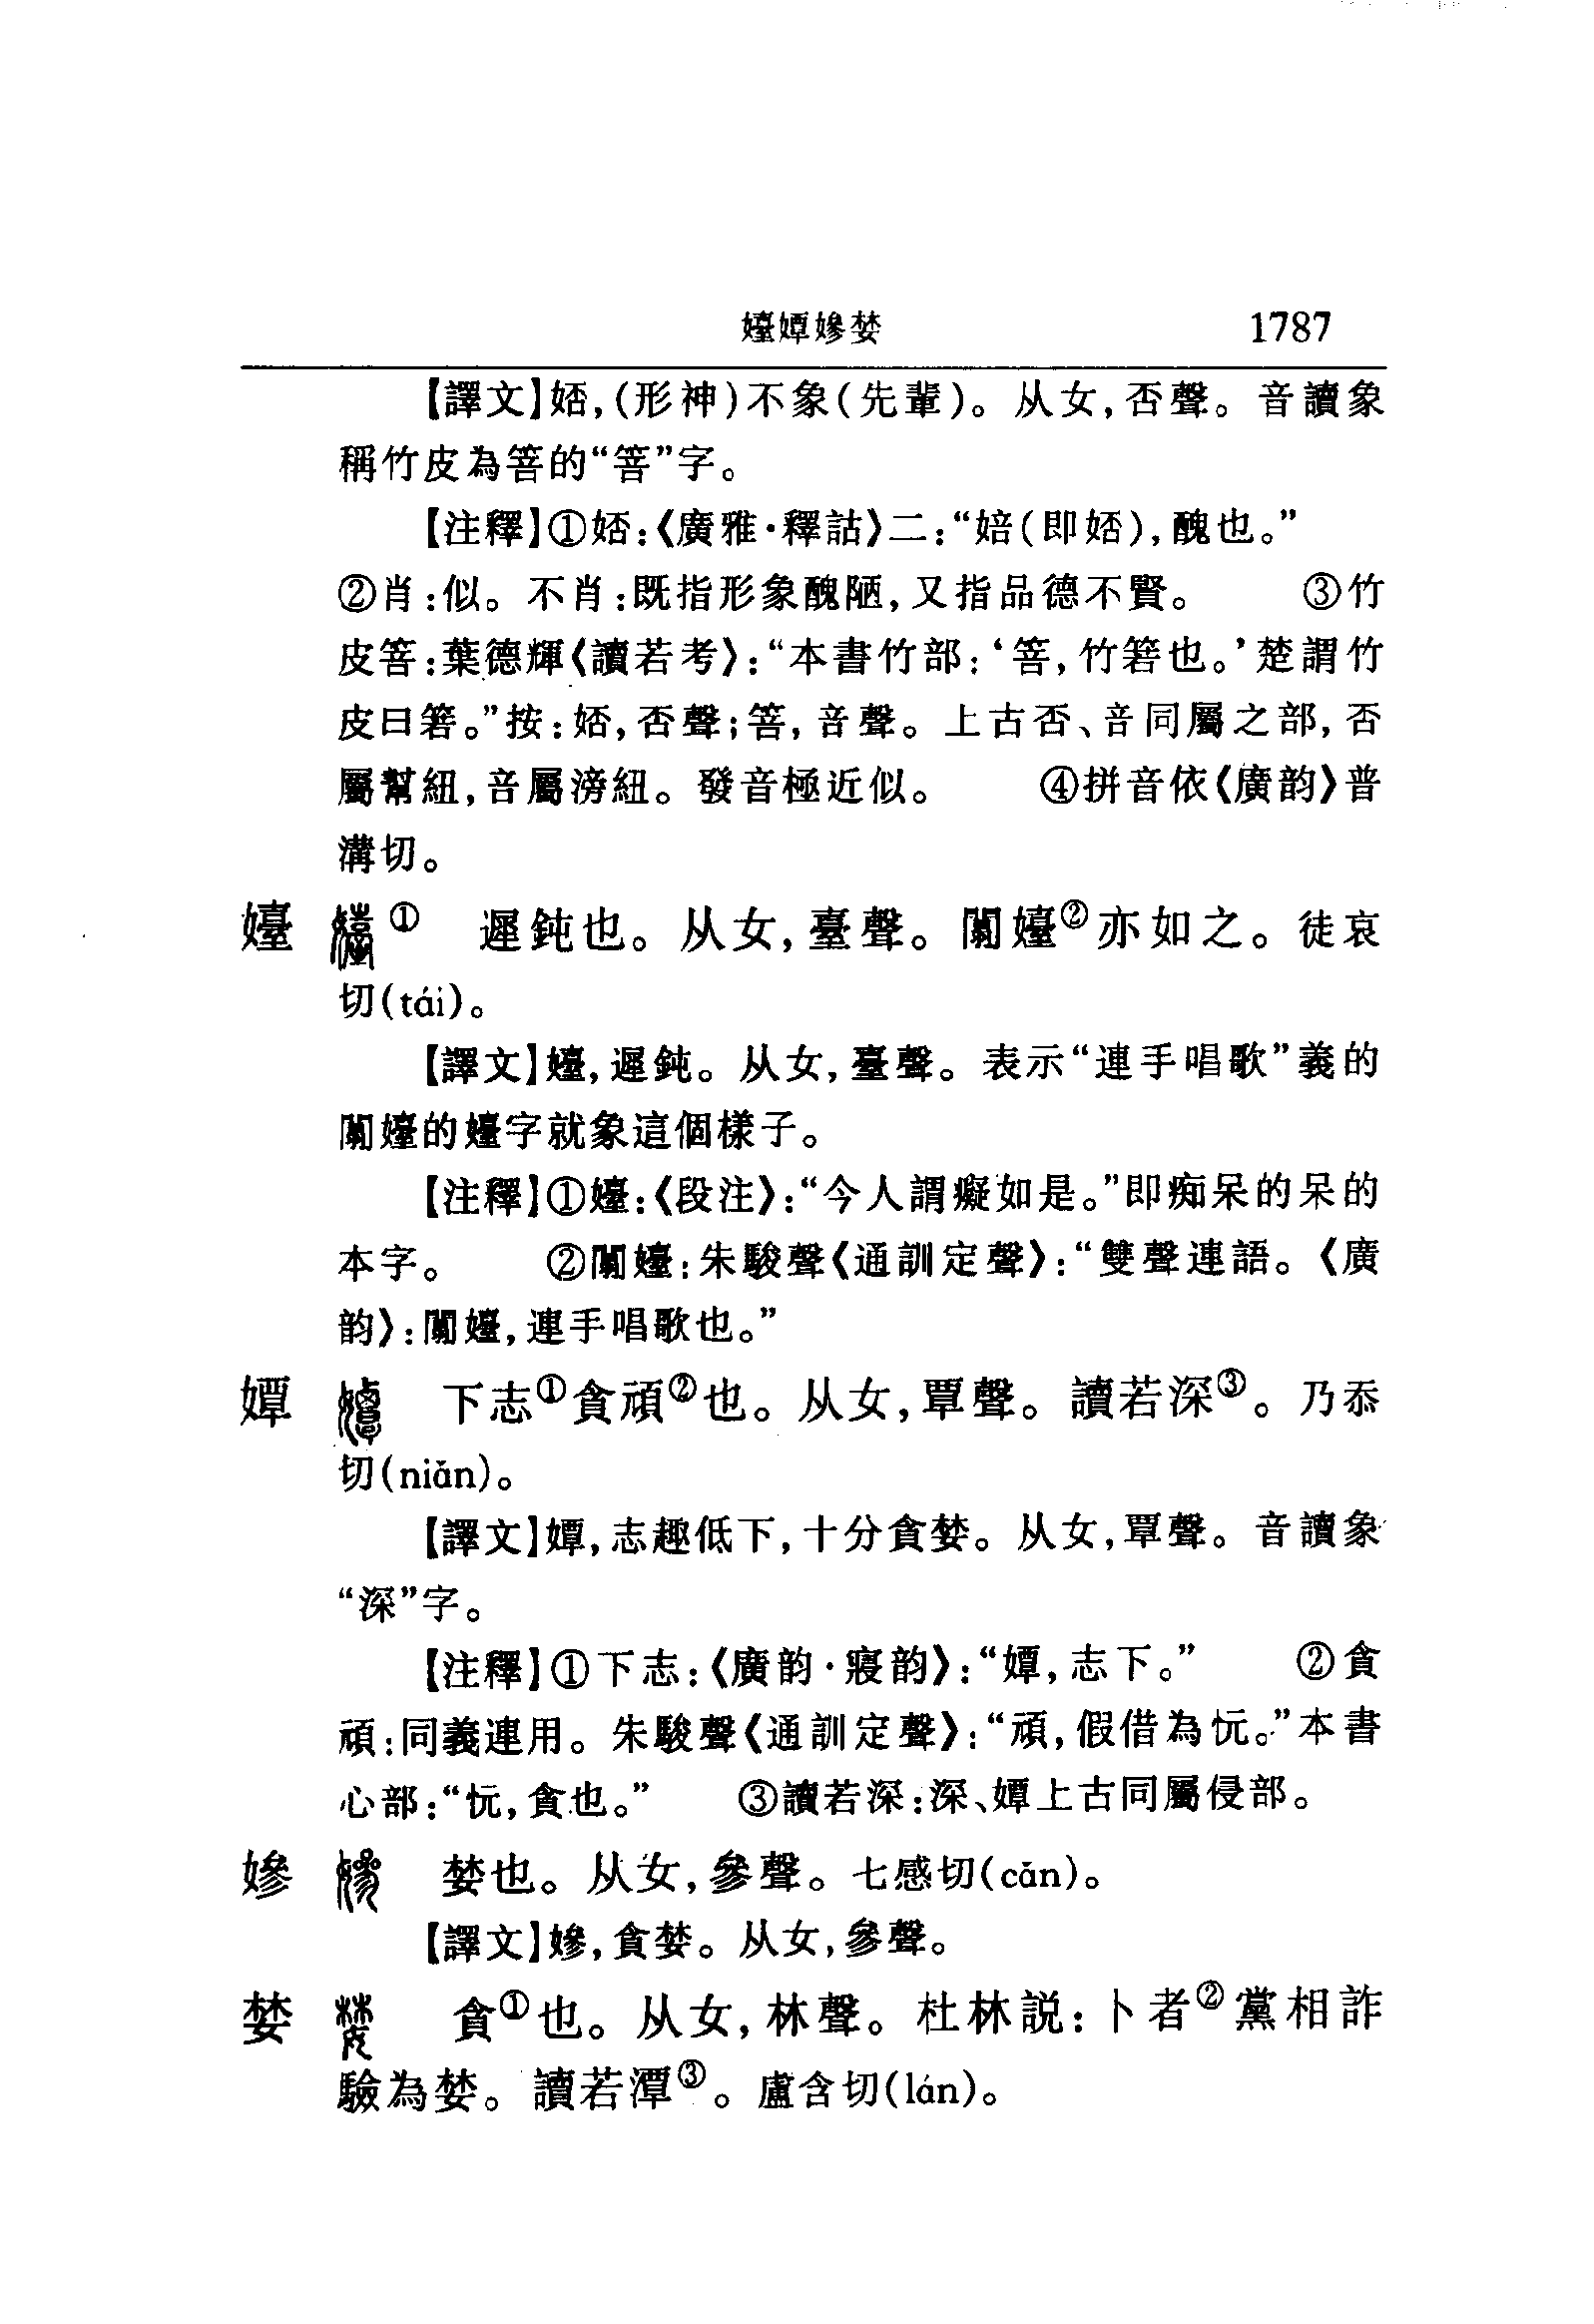 嬯嬋嬠婪 1787
【譯文】娝,(形神)不象(先輩)。从女,否聲。音讀象
稱竹皮為箁的“箁”字。
【注釋】①娝:《廣雅·釋詁》二:“婄(即娝),醜也。”
②肖:似。不肖:既指形象醜陋,又指品德不賢。 ③竹
皮箁:葉德輝《讀若考》:“本書竹部:‘箁,竹箬也。’楚謂竹
皮曰箬。”按:娝,否聲;箁,咅聲。上古否、咅同屬之部,否
屬幫紐,咅屬滂紐。發音極近似。 ④拼音依《廣韵》普
溝切。
嬯 ① 遲鈍也。从女,臺聲。闒嬯②亦如之。徒哀
切(tái)。
【譯文】嬯,遲鈍。从女,臺聲。表示“連手唱歌”義的
闒嬯的嬯字就象這個樣子。
【注釋】①嬯:《段注》:“今人謂癡如是。”即痴呆的呆的
本字。 ②闒嬯:朱駿聲《通訓定聲》:“雙聲連語。《廣
韵》:闒嬯,連手唱歌也。”
嬋 下志①貪頑②也。从女,覃聲。讀若深③。乃忝
切(niǎn)。
【譯文】嬋,志趣低下,十分貪婪。从女,覃聲。音讀象
“深”字。
【注釋】①下志:《廣韵·寑韵》:“嬋,志下。” ②貪
頑:同義連用。朱駿聲《通訓定聲》:“頑,假借為忨。”本書
心部:“忨,貪也。” ③讀若深:深、嬋上古同屬侵部。
嬠 婪也。从女,參聲。七感切(cǎn)。
【譯文】嬠,貪婪。从女,參聲。
婪 貪①也。从女,林聲。杜林説:卜者②黨相詐
驗為婪。讀若潭③。盧含切(lán)。